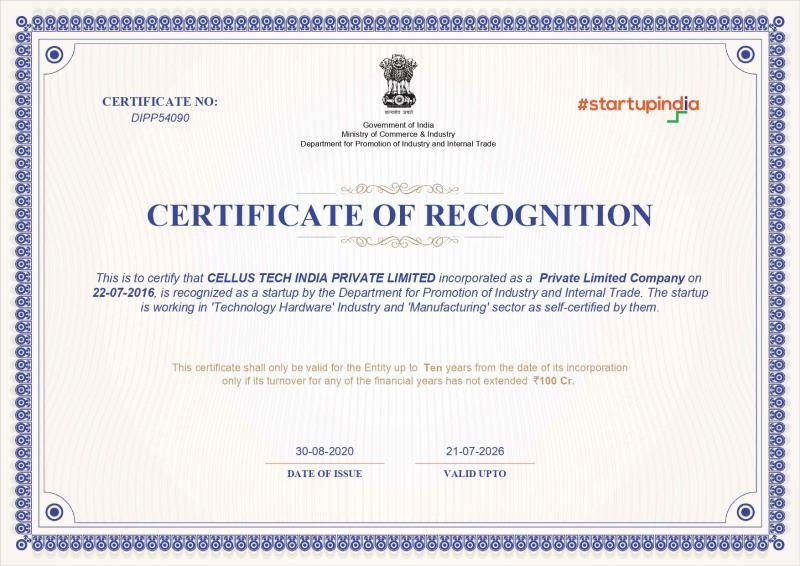 CERTIFICATE NO:
DIPP54090
सत्यमेव जयते
Government of India
Ministry of Commerce & Industry
Department for Promotion of Industry and Internal Trade
#startupindia
CERTIFICATE OF RECOGNITION
This is to certify that CELLUS TECH INDIA PRIVATE LIMITED incorporated as a Private Limited Company on
22-07-2016, is recognized as a startup by the Department for Promotion of Industry and Internal Trade. The startup
is working in 'Technology Hardware' Industry and 'Manufacturing' sector as self-certified by them.
This certificate shall only be valid for the Entity up to Ten years from the date of its incorporation
only if its turnover for any of the financial years has not extended ₹100 Cr.
30-08-2020
DATE OF ISSUE
21-07-2026
VALID UPTO